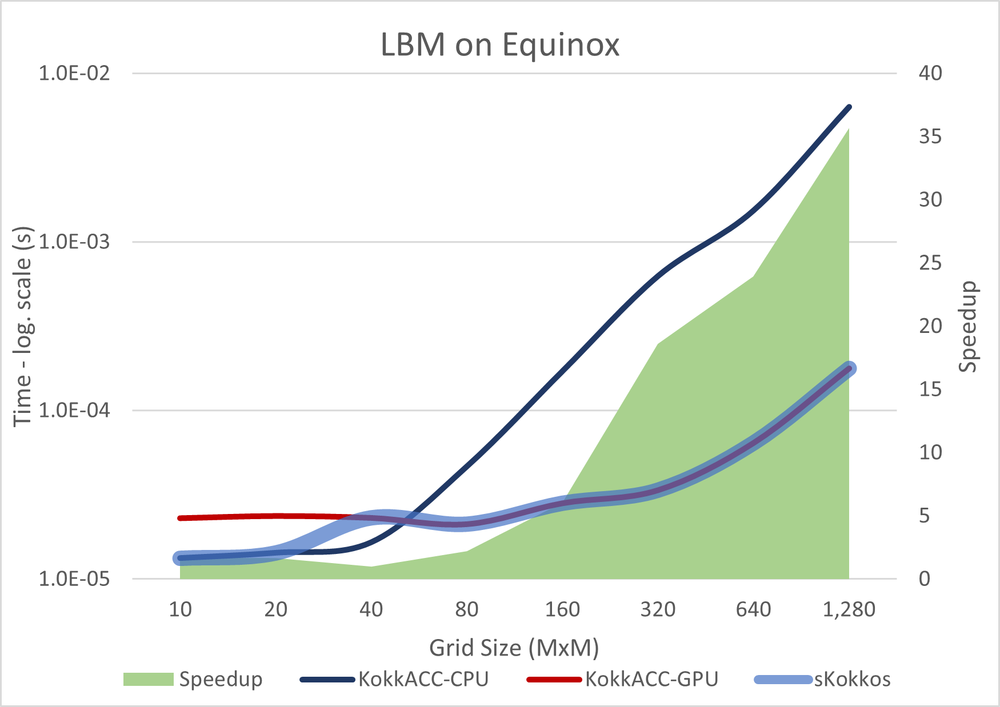 LBM on Equinox
1.0E-02
1.0E-03
1.0E-04
1.0E-05
Time - log. scale (s)
40
35
30
25
20
15
10
5
0
Speedup
10 20 40 80 160 320 640 1,280
Grid Size (MxM)
Speedup KokkACC-CPU KokkACC-GPU sKokkos